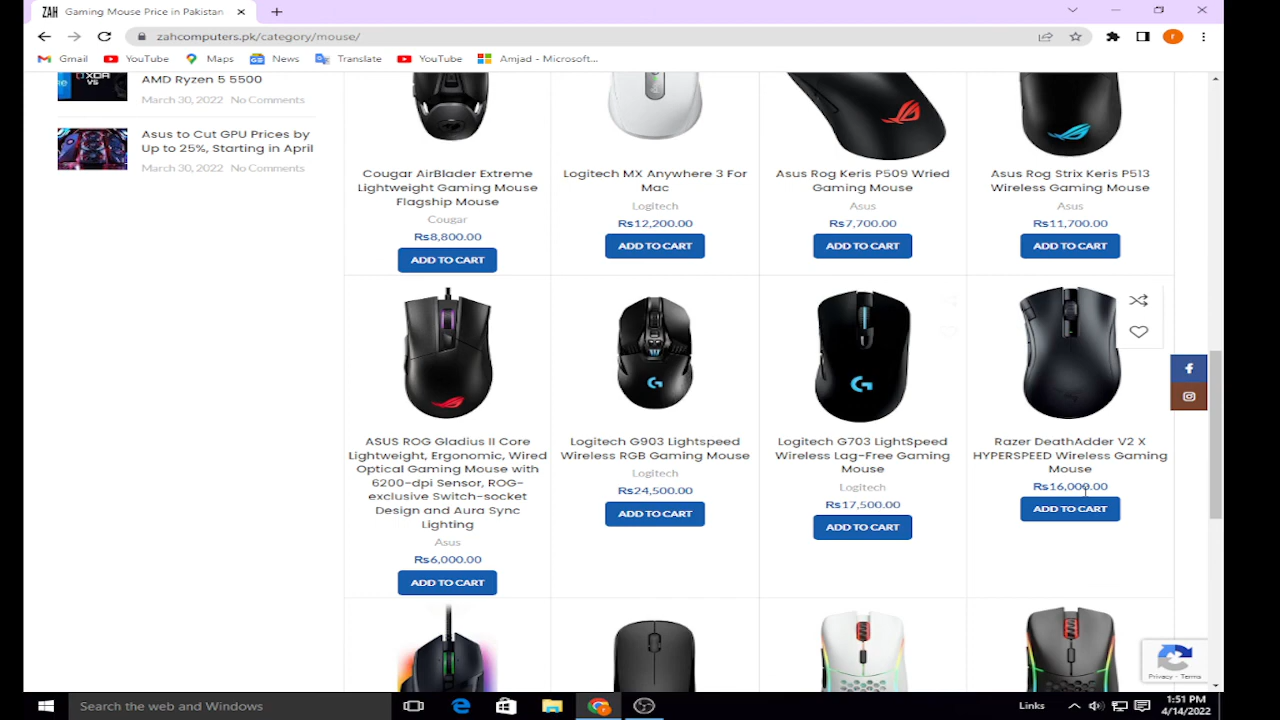 ZAH Gaming Mouse Price in Pakistan
zahcomputers.pk/category/mouse/
r
Gmail YouTube Maps News Translate YouTube Amjad - Microsoft...
AMD Ryzen 5 5500
March 30, 2022 No Comments
Asus to Cut GPU Prices by
Up to 25%, Starting in April
March 30, 2022 No Comments
Cougar AirBlader Extreme
Lightweight Gaming Mouse
Flagship Mouse
Cougar
₨8,800.00
ADD TO CART
Logitech MX Anywhere 3 For
Mac
Logitech
₨12,200.00
ADD TO CART
Asus Rog Keris P509 Wried
Gaming Mouse
Asus
₨7,700.00
ADD TO CART
Asus Rog Strix Keris P513
Wireless Gaming Mouse
Asus
₨11,700.00
ADD TO CART
ASUS ROG Gladius II Core
Lightweight, Ergonomic, Wired
Optical Gaming Mouse with
6200-dpi Sensor, ROG-
exclusive Switch-socket
Design and Aura Sync
Lighting
Asus
₨6,000.00
ADD TO CART
Logitech G903 Lightspeed
Wireless RGB Gaming Mouse
Logitech
₨24,500.00
ADD TO CART
Logitech G703 LightSpeed
Wireless Lag-Free Gaming
Mouse
Logitech
₨17,500.00
ADD TO CART
Razer DeathAdder V2 X
HYPERSPEED Wireless Gaming
Mouse
₨16,000.00
ADD TO CART
Privacy - Terms
Search the web and Windows
Links
1:51 PM
4/14/2022